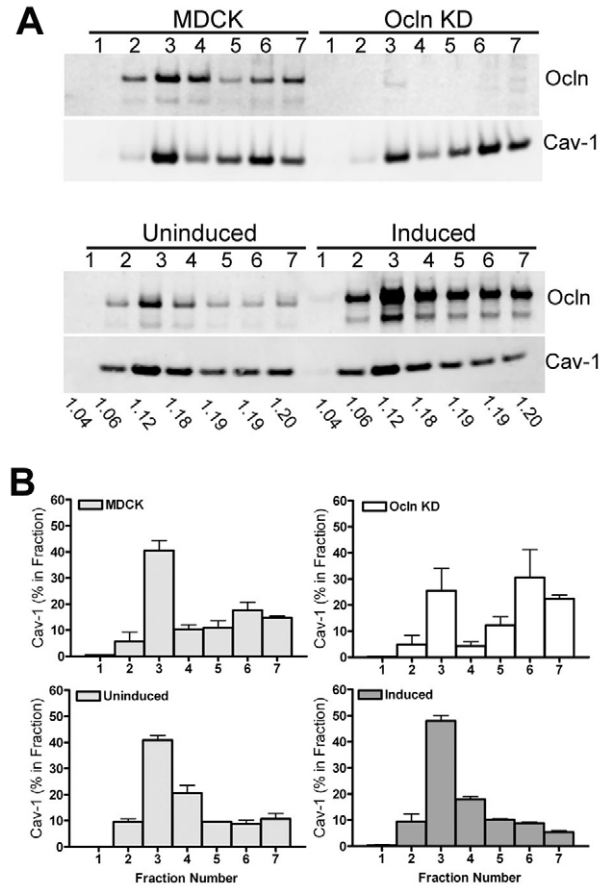 A
MDCK Ocln KD
1 2 3 4 5 6 7 1 2 3 4 5 6 7
Ocln
Cav-1
Uninduced Induced
1 2 3 4 5 6 7 1 2 3 4 5 6 7
Ocln
Cav-1
1.04 1.06 1.12 1.18 1.19 1.19 1.20 1.04 1.06 1.12 1.18 1.19 1.19 1.20
B
Cav-1 (% in Fraction)
60
50
40
30
20
10
0
MDCK
1 2 3 4 5 6 7
Cav-1 (% in Fraction)
60
50
40
30
20
10
0
Ocln KD
1 2 3 4 5 6 7
Cav-1 (% in Fraction)
60
50
40
30
20
10
0
Uninduced
1 2 3 4 5 6 7
Fraction Number
Cav-1 (% in Fraction)
60
50
40
30
20
10
0
Induced
1 2 3 4 5 6 7
Fraction Number